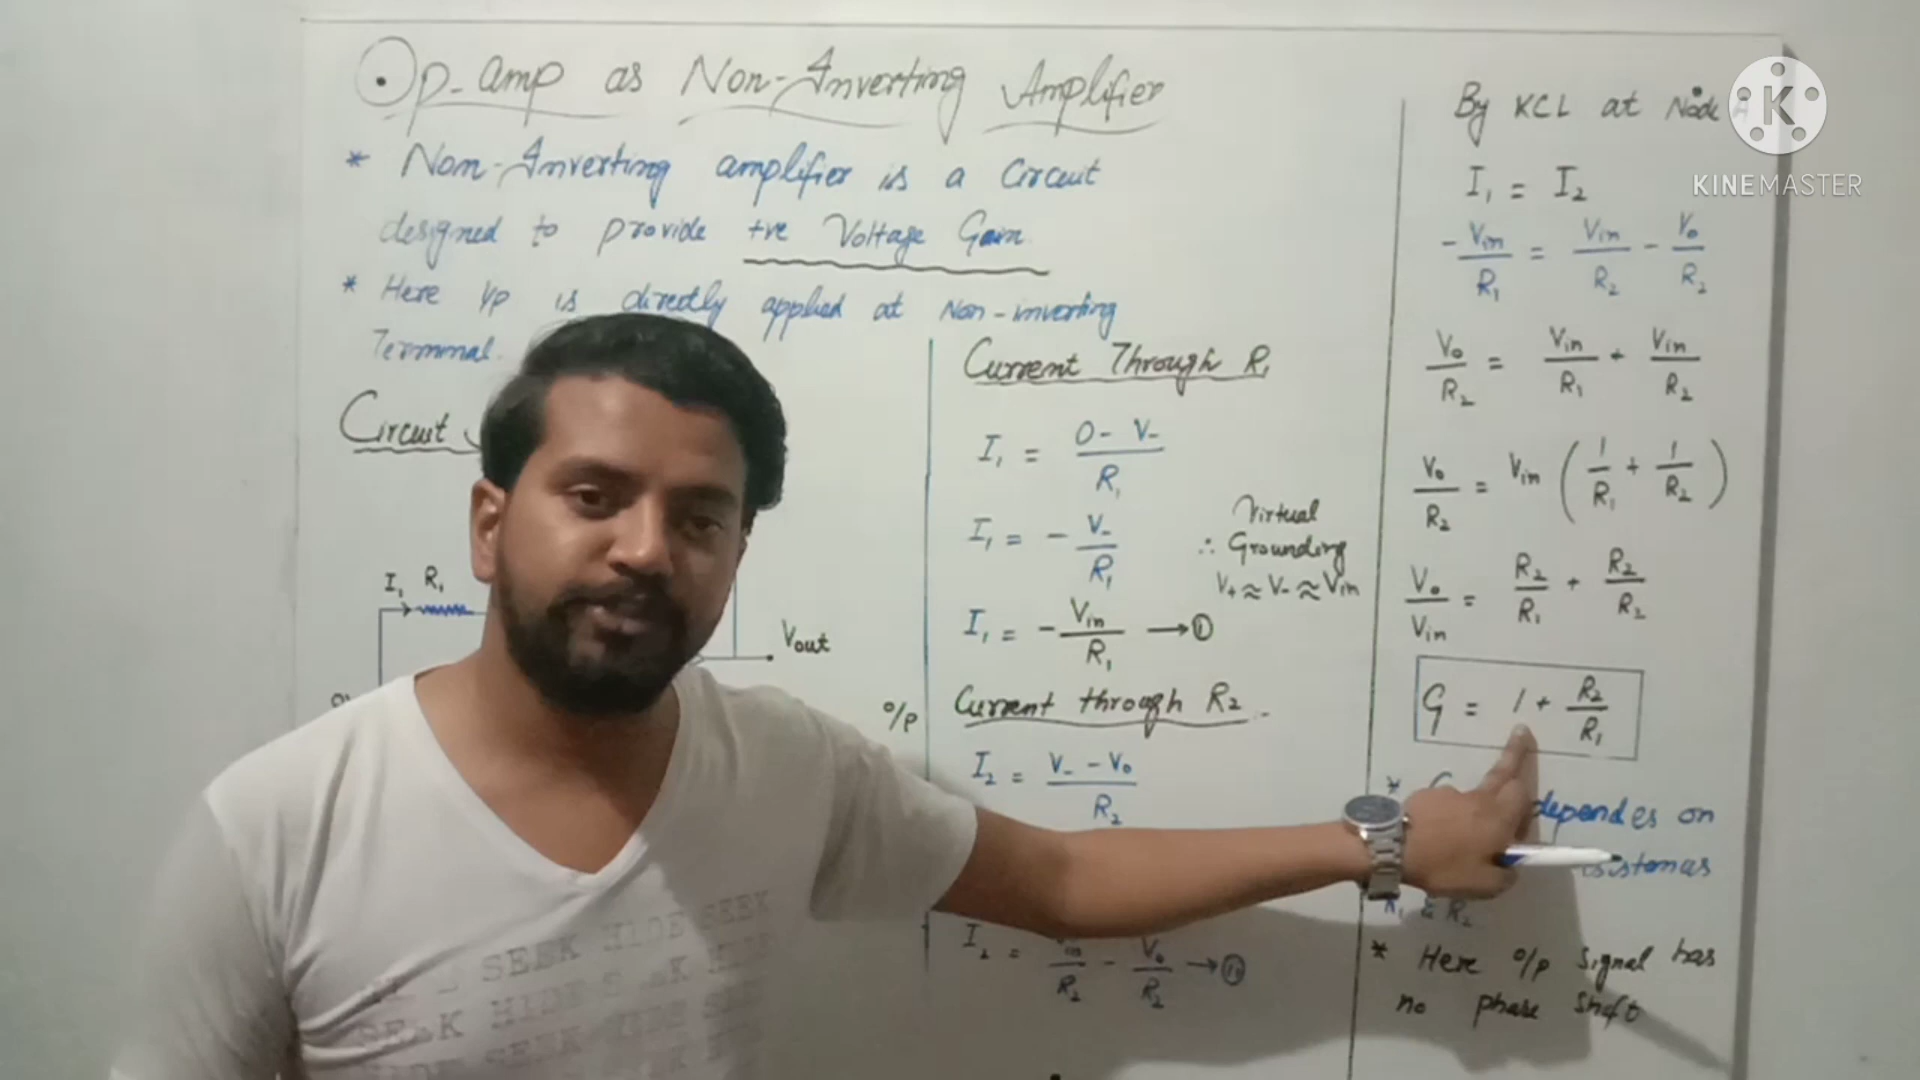 Op-amp as Non-Inverting Amplifier
* Non-Inverting amplifier is a Circuit
designed to provide +ve Voltage Gain
* Here i/p is directly applied at Non-inverting
Terminal.
Circuit
I₁ R₁
Vout
o/p
Current Through R₁
I₁ = 0 - V₋ / R₁
I₁ = - V₋ / R₁
I₁ = - Vin / R₁ → ①
Virtual
∴ Grounding
V₊ ≈ V₋ ≈ Vin
Current through R₂
I₂ = V₋ - V₀ / R₂
I₂ = Vin / R₂ - V₀ / R₂ → ⑪
By KCL at Node A
I₁ = I₂
- Vin / R₁ = Vin / R₂ - V₀ / R₂
V₀ / R₂ = Vin / R₁ + Vin / R₂
V₀ / R₂ = Vin ( 1 / R₁ + 1 / R₂ )
V₀ / Vin = R₂ / R₁ + R₂ / R₂
G = 1 + R₂ / R₁
* dependes on
R₁ & R₂
* Here o/p Signal has
no phase shift
KINEMASTER
K
SEEK HIDE SEEK